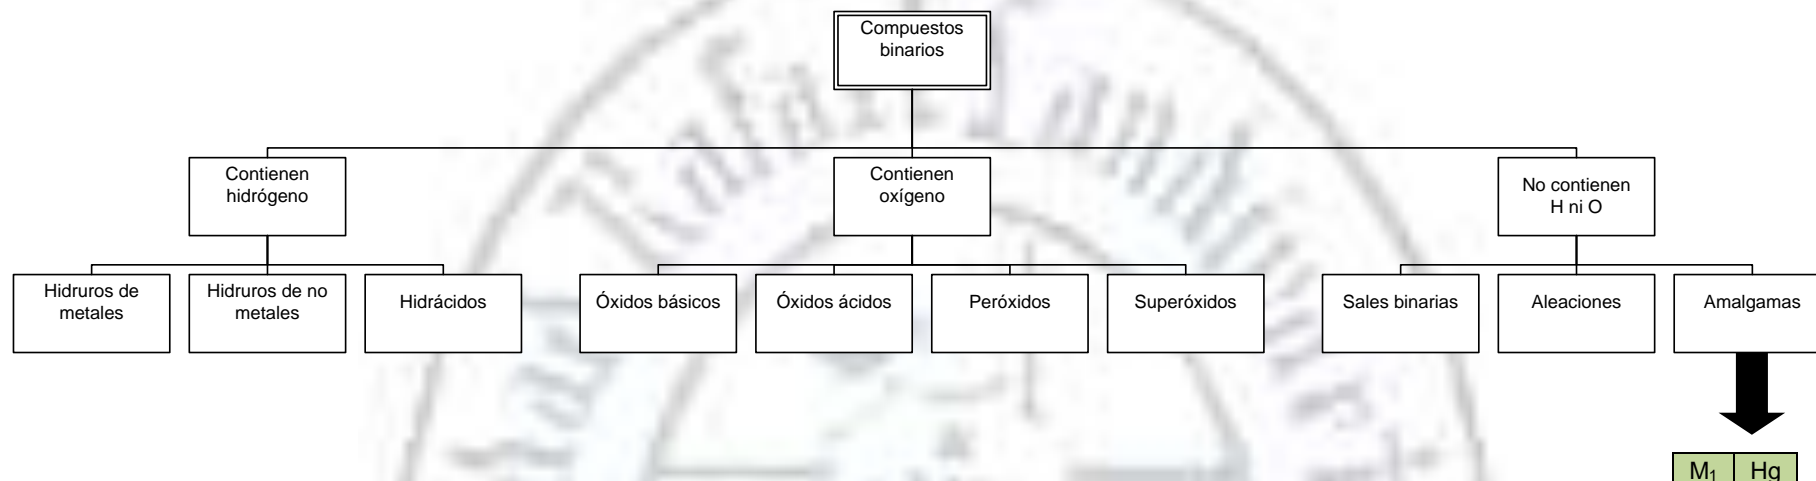 Compuestos
binarios
Contienen
hidrógeno
Contienen
oxígeno
No contienen
H ni O
Hidruros de
metales
Hidruros de no
metales
Hidrácidos
Óxidos básicos
Óxidos ácidos
Peróxidos
Superóxidos
Sales binarias
Aleaciones
Amalgamas
M₁ Hg